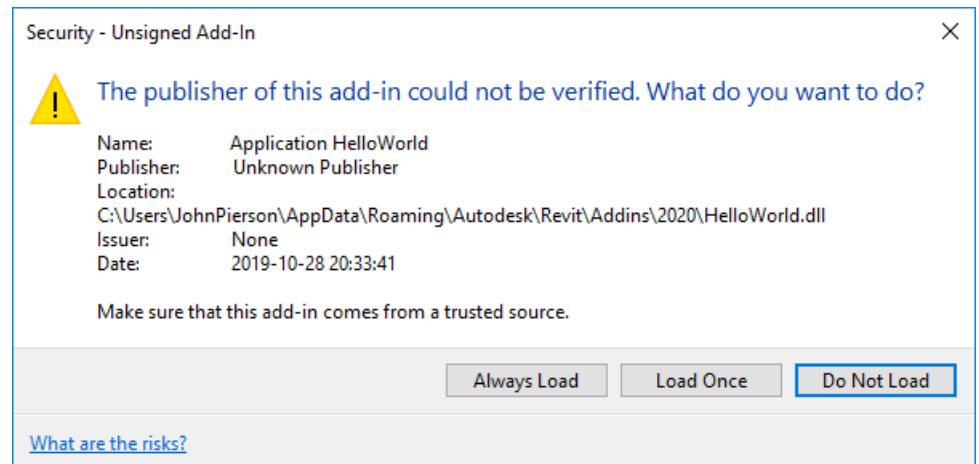 Security - Unsigned Add-In
The publisher of this add-in could not be verified. What do you want to do?
Name: Application HelloWorld
Publisher: Unknown Publisher
Location:
C:\Users\JohnPierson\AppData\Roaming\Autodesk\Revit\Addins\2020\HelloWorld.dll
Issuer: None
Date: 2019-10-28 20:33:41
Make sure that this add-in comes from a trusted source.
Always Load Load Once Do Not Load
What are the risks?